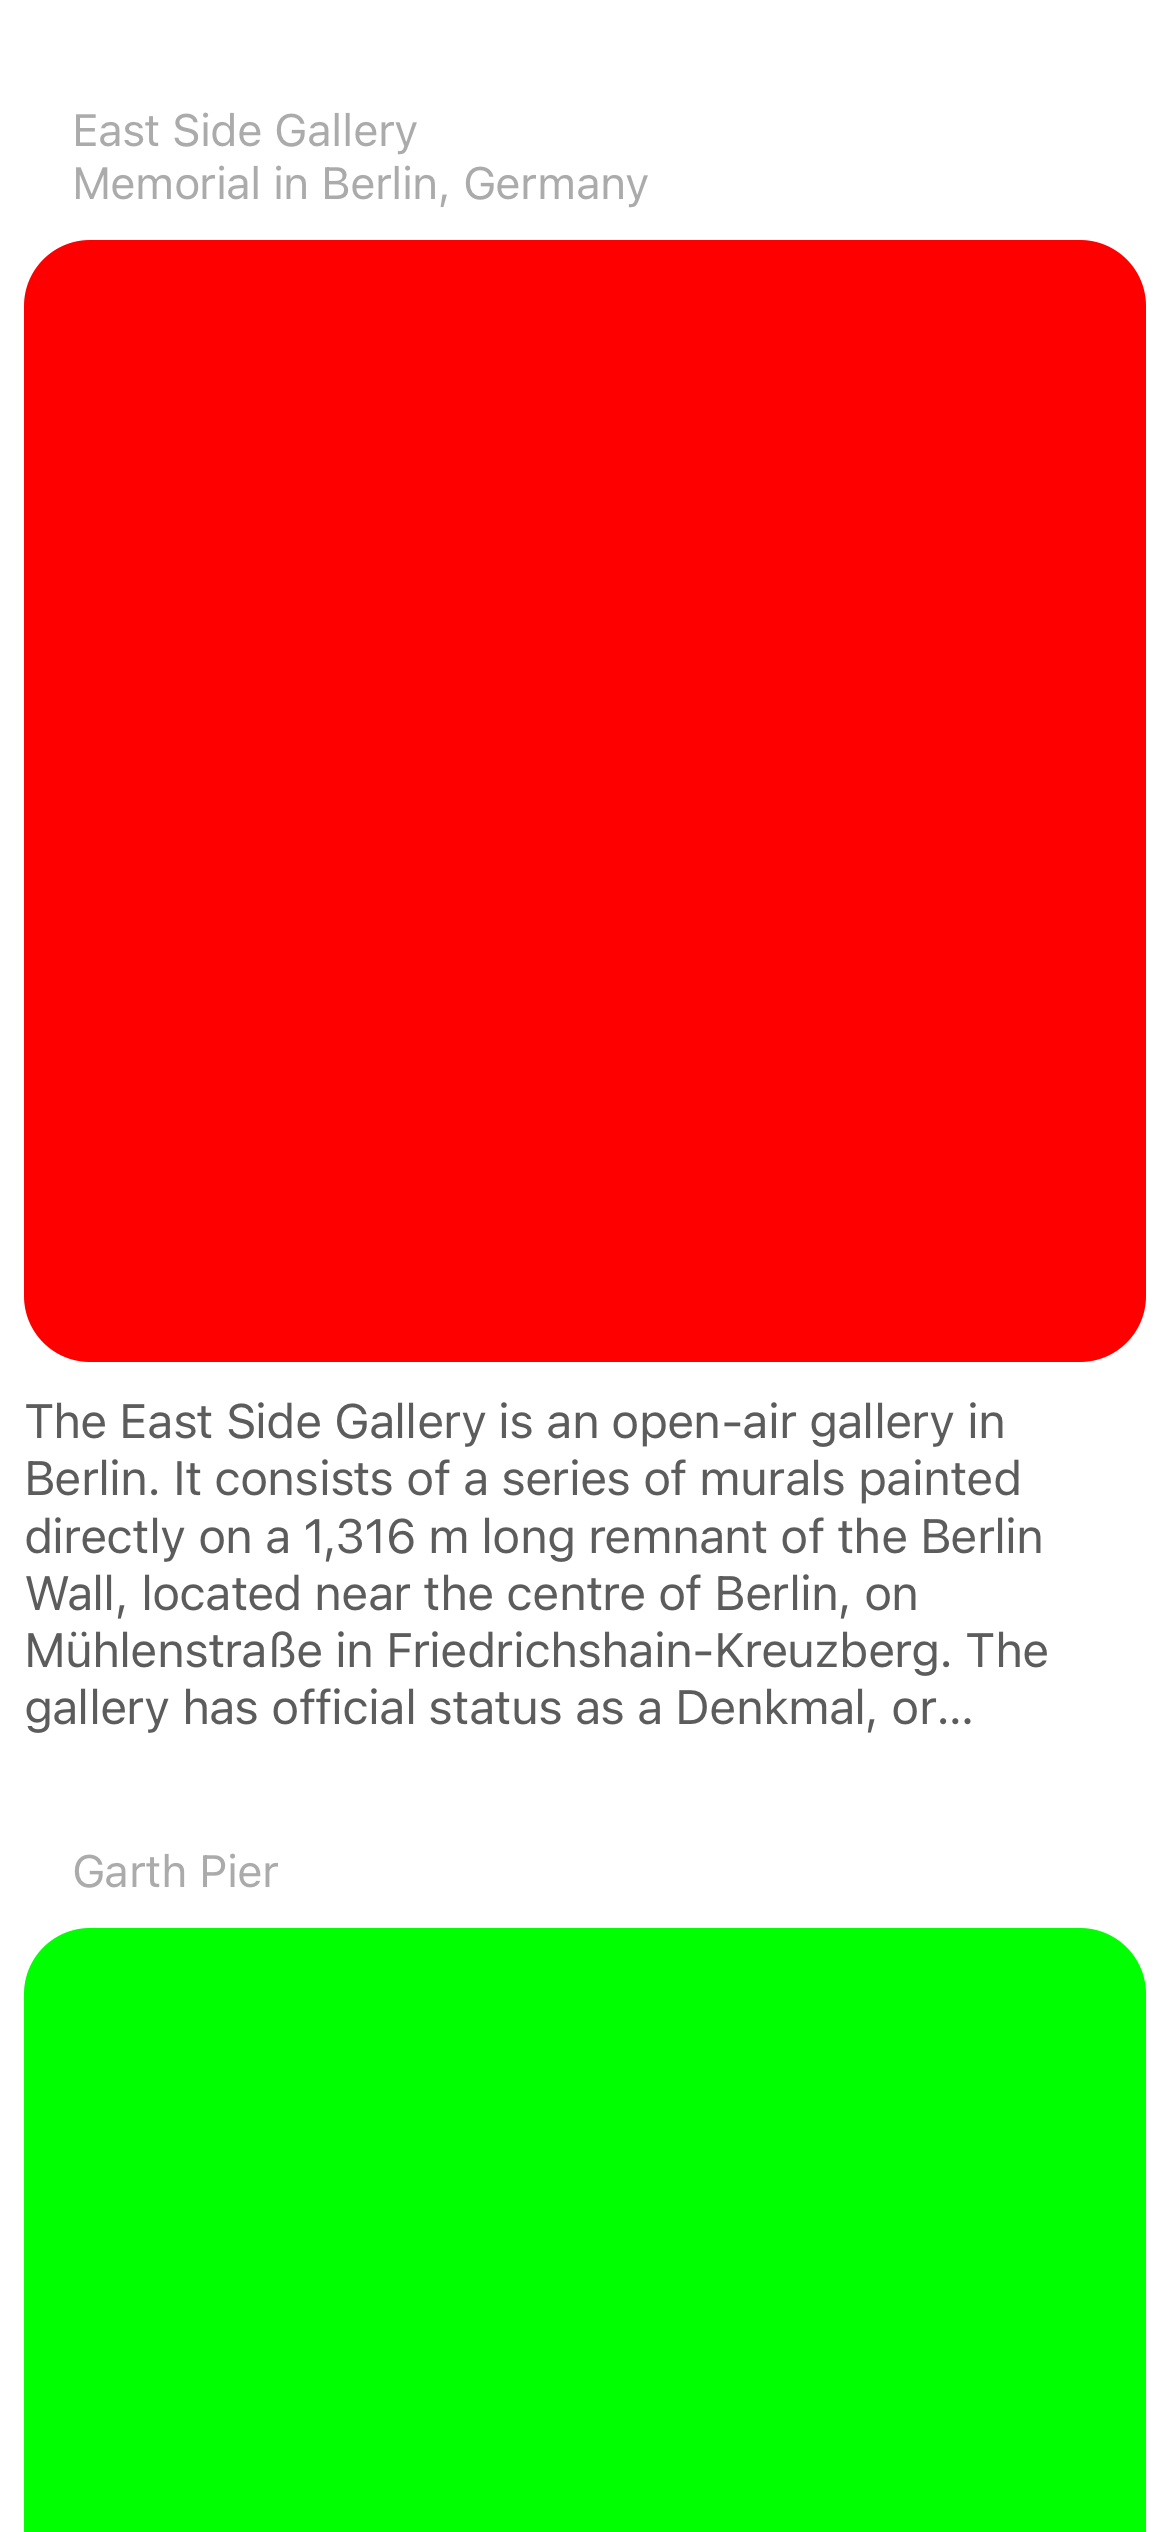 East Side Gallery
Memorial in Berlin, Germany
The East Side Gallery is an open-air gallery in
Berlin. It consists of a series of murals painted
directly on a 1,316 m long remnant of the Berlin
Wall, located near the centre of Berlin, on
Mühlenstraße in Friedrichshain-Kreuzberg. The
gallery has official status as a Denkmal, or...
Garth Pier